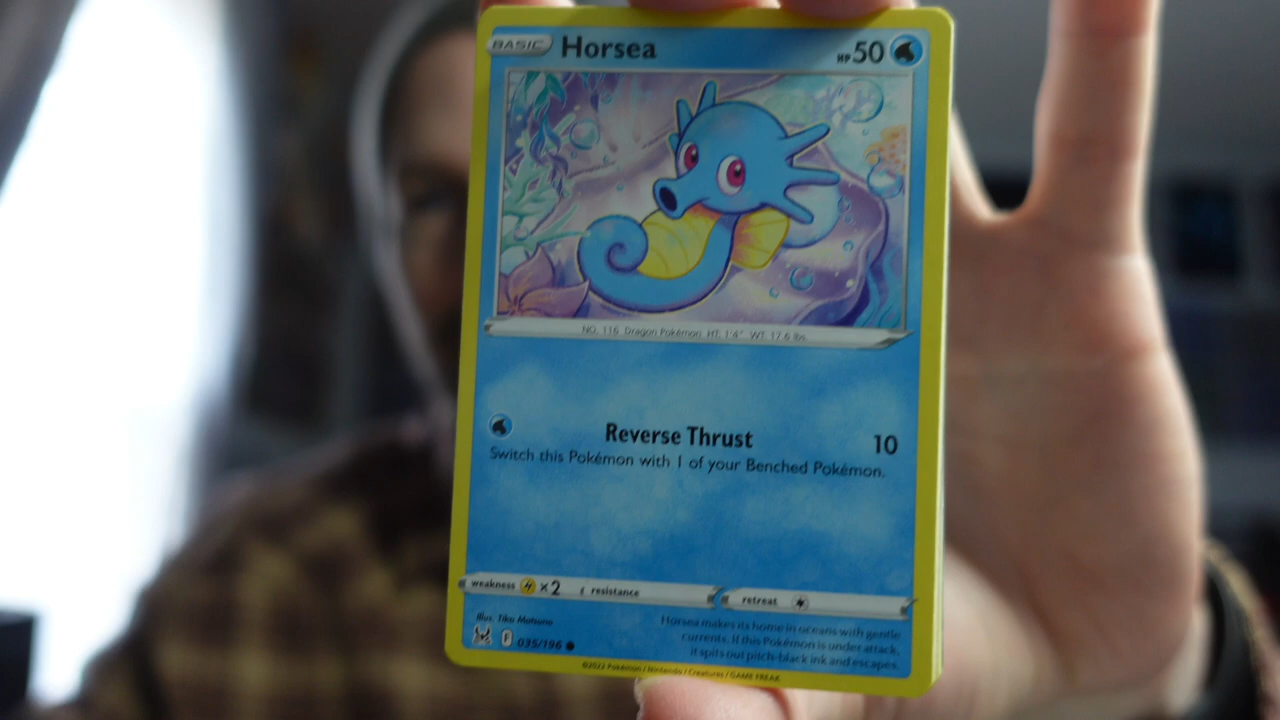 BASIC Horsea HP 50
NO. 116 Dragon Pokémon HT: 1'4" WT: 17.6 lbs.
Reverse Thrust 10
Switch this Pokémon with 1 of your Benched Pokémon.
weakness ×2 resistance retreat
Illus. Tika Matsuno
F 035/196
Horsea makes its home in oceans with gentle
currents. If this Pokémon is under attack,
it spits out pitch-black ink and escapes.
©2022 Pokémon / Nintendo / Creatures / GAME FREAK